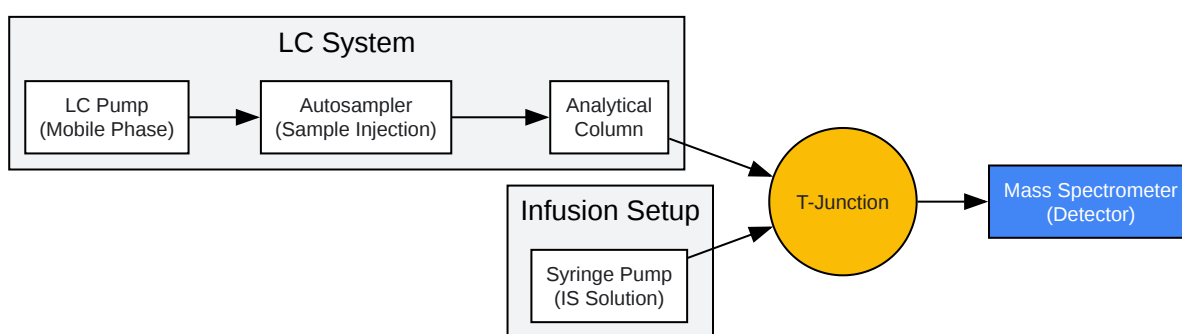 LC System
LC Pump
(Mobile Phase)
Autosampler
(Sample Injection)
Analytical
Column
Infusion Setup
Syringe Pump
(IS Solution)
T-Junction
Mass Spectrometer
(Detector)